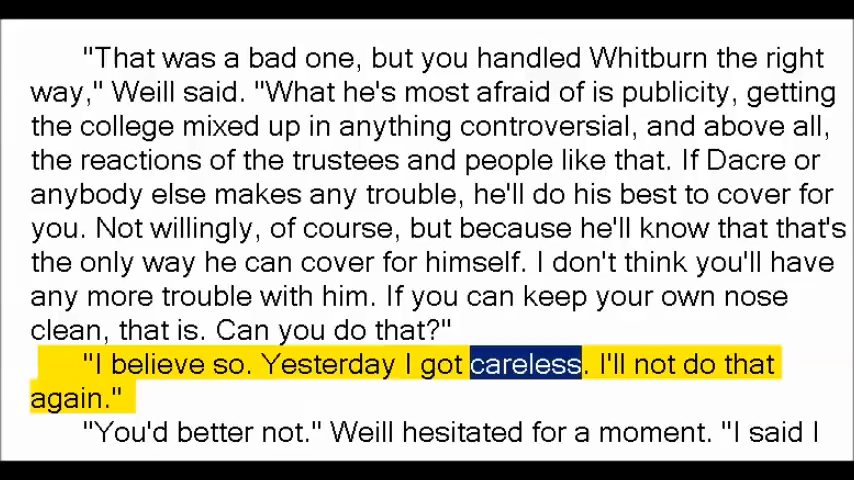 "That was a bad one, but you handled Whitburn the right
way," Weill said. "What he's most afraid of is publicity, getting
the college mixed up in anything controversial, and above all,
the reactions of the trustees and people like that. If Dacre or
anybody else makes any trouble, he'll do his best to cover for
you. Not willingly, of course, but because he'll know that that's
the only way he can cover for himself. I don't think you'll have
any more trouble with him. If you can keep your own nose
clean, that is. Can you do that?"
"I believe so. Yesterday I got careless. I'll not do that
again."
"You'd better not." Weill hesitated for a moment. "I said I